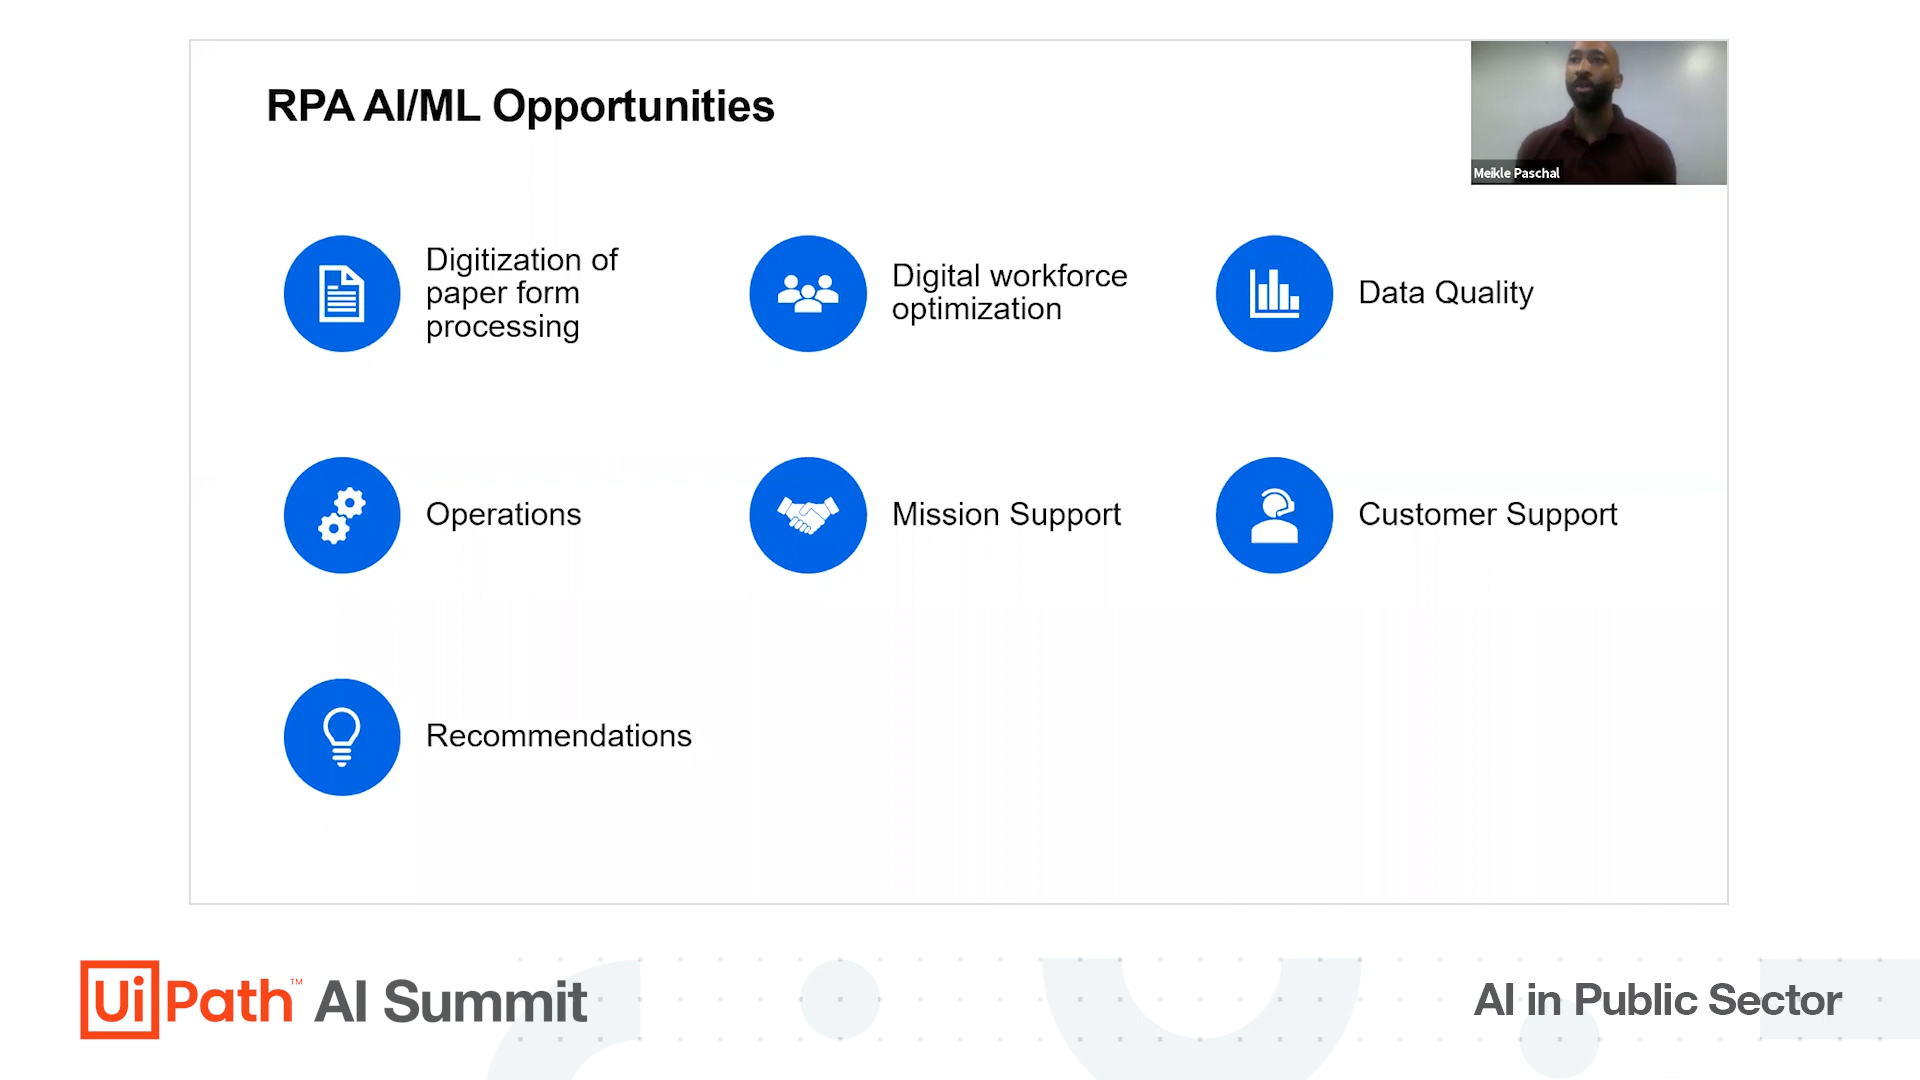 RPA AI/ML Opportunities
Meikle Paschal
Digitization of
paper form
processing
Digital workforce
optimization
Data Quality
Operations
Mission Support
Customer Support
Recommendations
UiPath™ AI Summit
AI in Public Sector